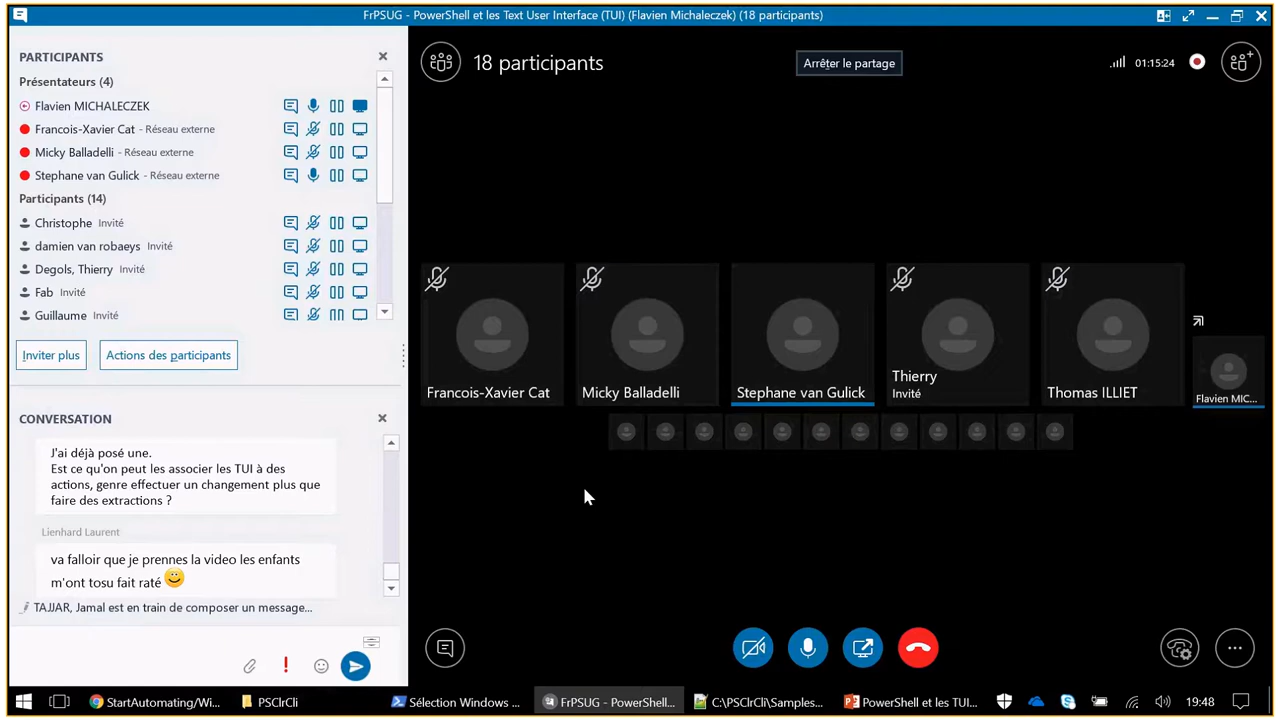 FrPSUG - PowerShell et les Text User Interface (TUI) (Flavien Michaleczek) (18 participants)
PARTICIPANTS
Présentateurs (4)
Flavien MICHALECZEK
Francois-Xavier Cat - Réseau externe
Micky Balladelli - Réseau externe
Stephane van Gulick - Réseau externe
Participants (14)
Christophe Invité
damien van robaeys Invité
Degols, Thierry Invité
Fab Invité
Guillaume Invité
Inviter plus
Actions des participants
CONVERSATION
J'ai déjà posé une.
Est ce qu'on peut les associer les TUI à des
actions, genre effectuer un changement plus que
faire des extractions ?
Lienhard Laurent
va falloir que je prennes la video les enfants
m'ont tosu fait raté
TAJJAR, Jamal est en train de composer un message...
18 participants
Arrêter le partage
01:15:24
Francois-Xavier Cat
Micky Balladelli
Stephane van Gulick
Thierry
Invité
Thomas ILLIET
Flavien MIC...
StartAutomating/Wi...
PSClrCli
Sélection Windows ...
FrPSUG - PowerShell...
C:\PSClrCli\Samples...
PowerShell et les TUI...
19:48